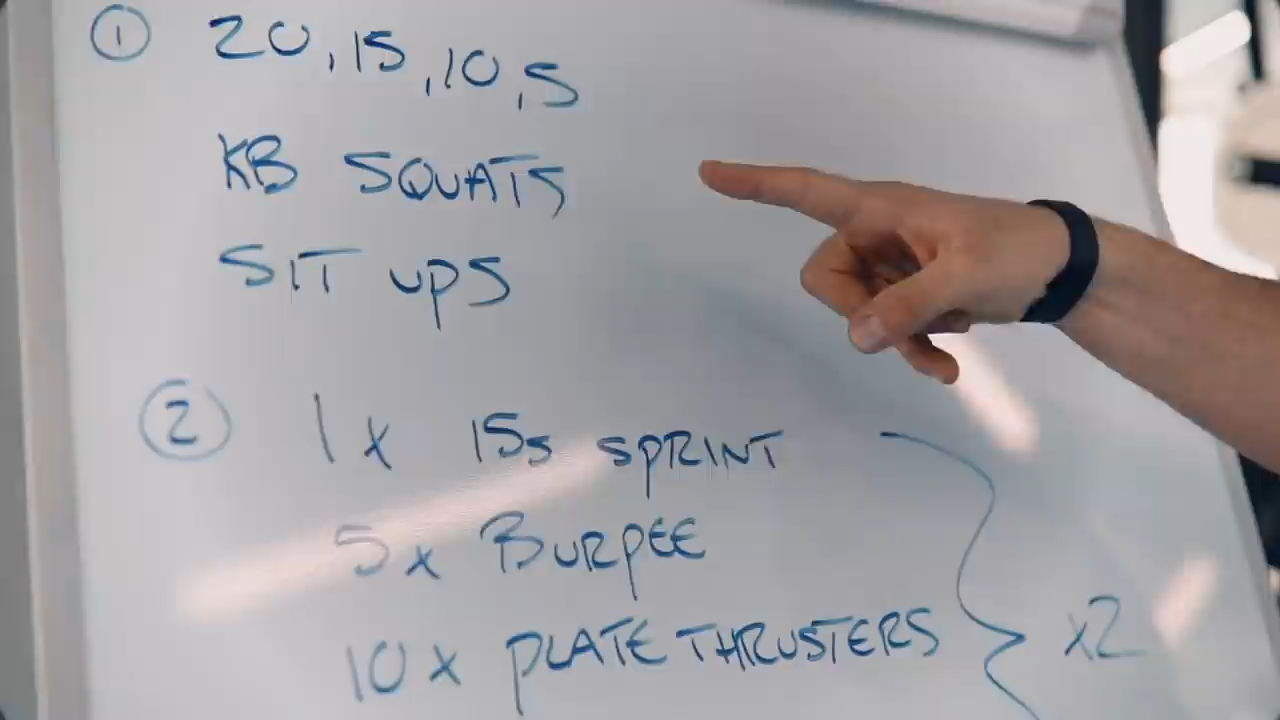 ① 20, 15, 10, 5
KB SQUATS
SIT UPS
② 1 x 15s SPRINT
5 x BURPEE
10 x PLATE THRUSTERS
x2